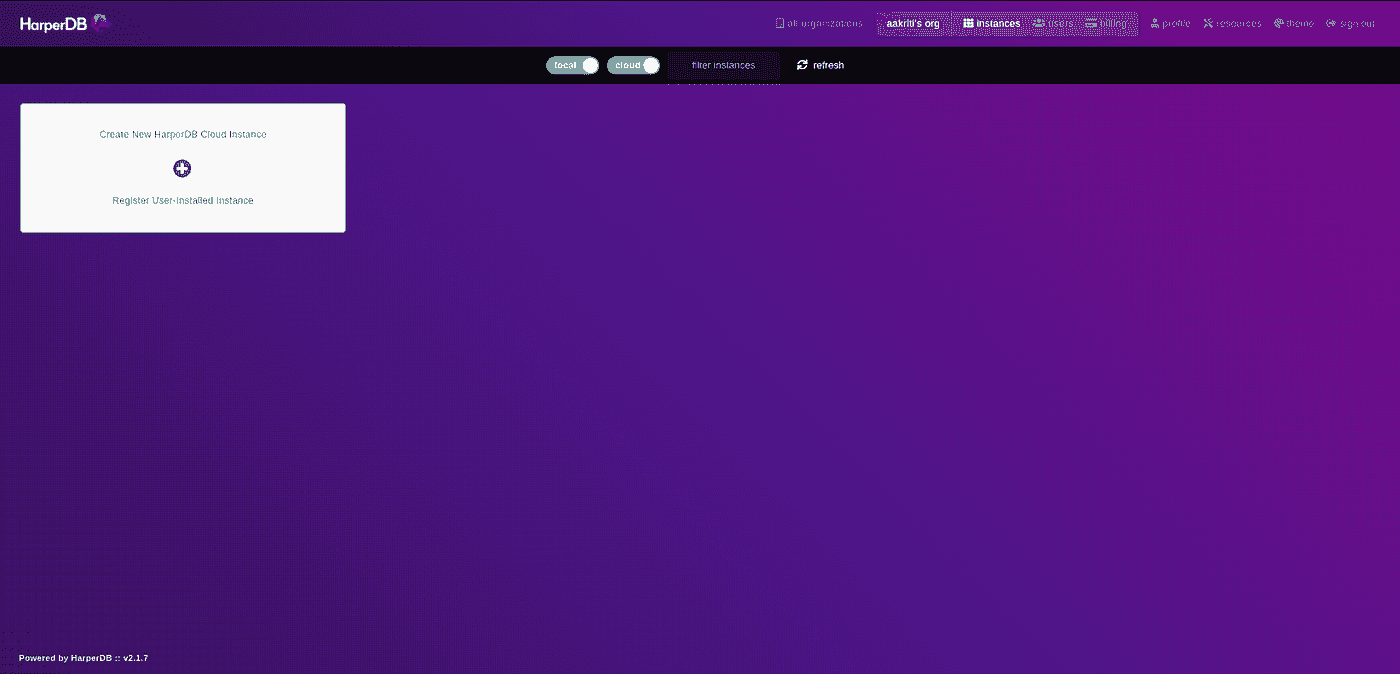 HarperDB
all organizations aakriti's org instances users billing profile resources theme sign out
local cloud filter instances refresh
Create New HarperDB Cloud Instance
Register User-Installed Instance
Powered by HarperDB :: v2.1.7